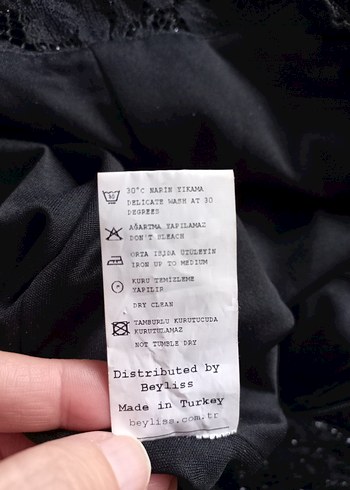 30°C NARİN YIKAMA
DELICATE WASH AT 30
DEGREES
AĞARTMA YAPILAMAZ
DON'T BLEACH
ORTA ISIDA ÜTÜLEYİN
IRON UP TO MEDIUM
KURU TEMİZLEME
YAPILIR
DRY CLEAN
TAMBURLU KURUTUCUDA
KURUTULAMAZ
NOT TUMBLE DRY
Distributed by
Beyliss
Made in Turkey
beyliss.com.tr